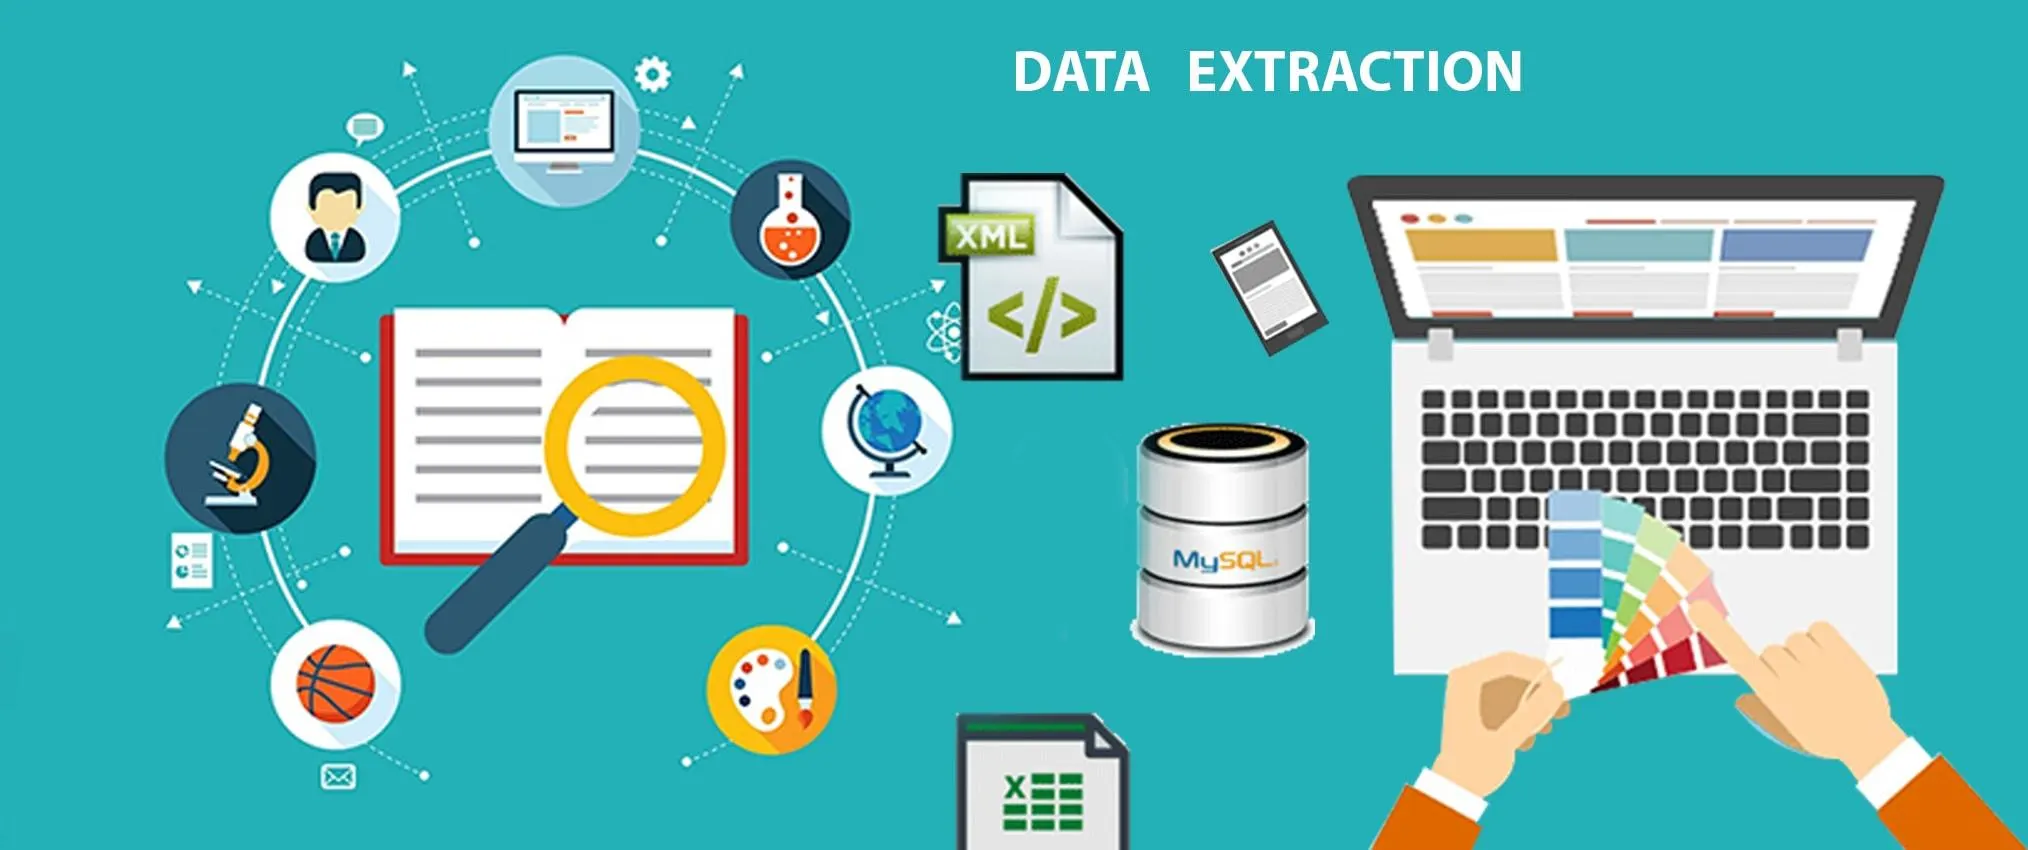 DATA EXTRACTION
XML
</>
MySQL
X